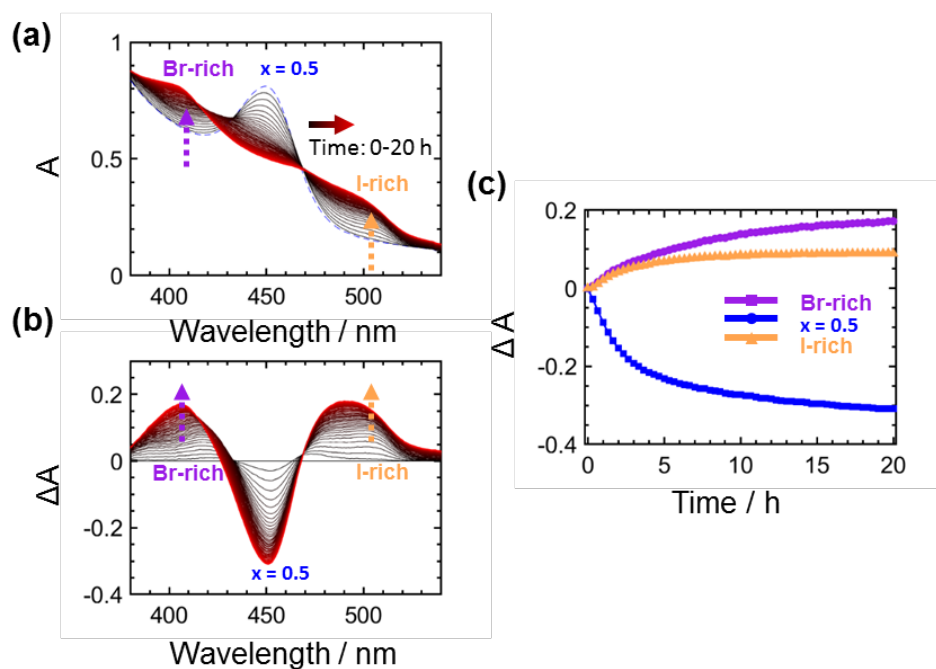 (a)
1
0.5
0
A
Br-rich
x = 0.5
Time: 0-20 h
I-rich
400
450
500
Wavelength / nm
(b)
0.2
0
-0.2
-0.4
ΔA
Br-rich
I-rich
x = 0.5
400
450
500
Wavelength / nm
(c)
0.2
0
-0.2
-0.4
Δ A
Br-rich
x = 0.5
I-rich
0
5
10
15
20
Time / h